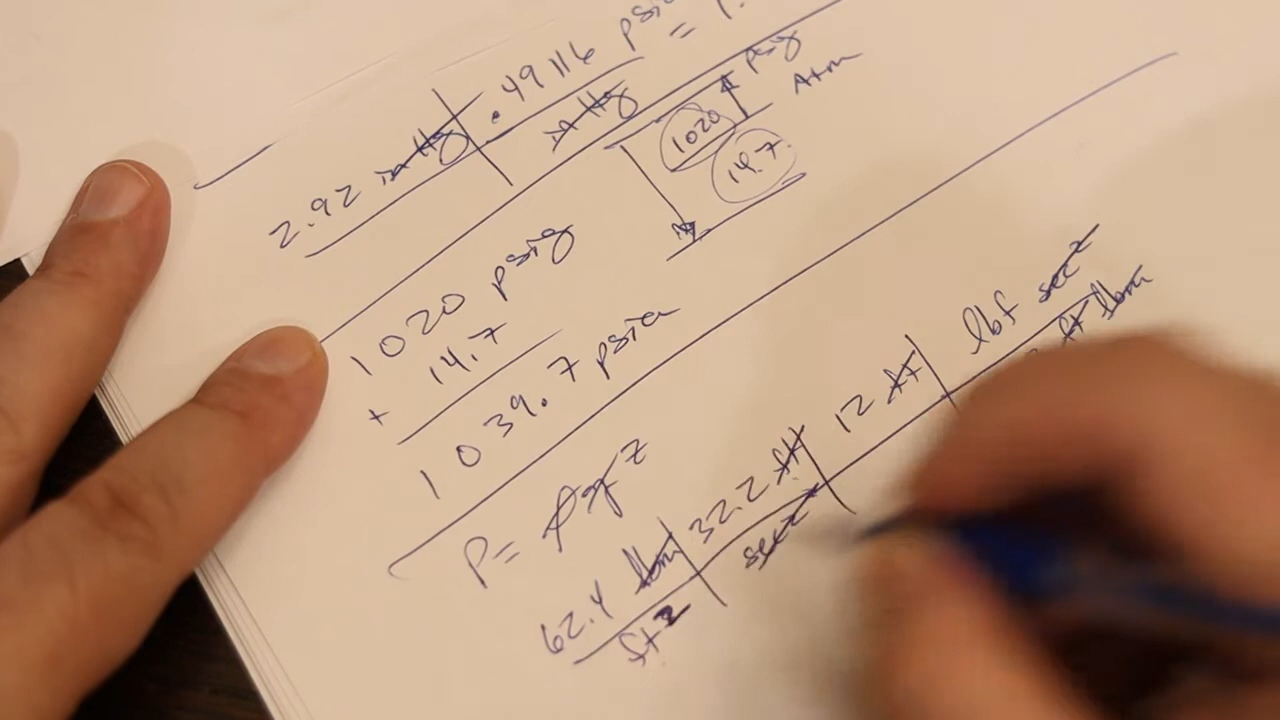 2.92 in Hg | .49116 psia =
in Hg
psig
Atm
1020
14.7
1020 psig
+ 14.7
1039.7 psia
P = ρgz
62.4 lbm | 32.2 ft | 12 ft | lbf sec²
ft³ | sec² | ft lbm